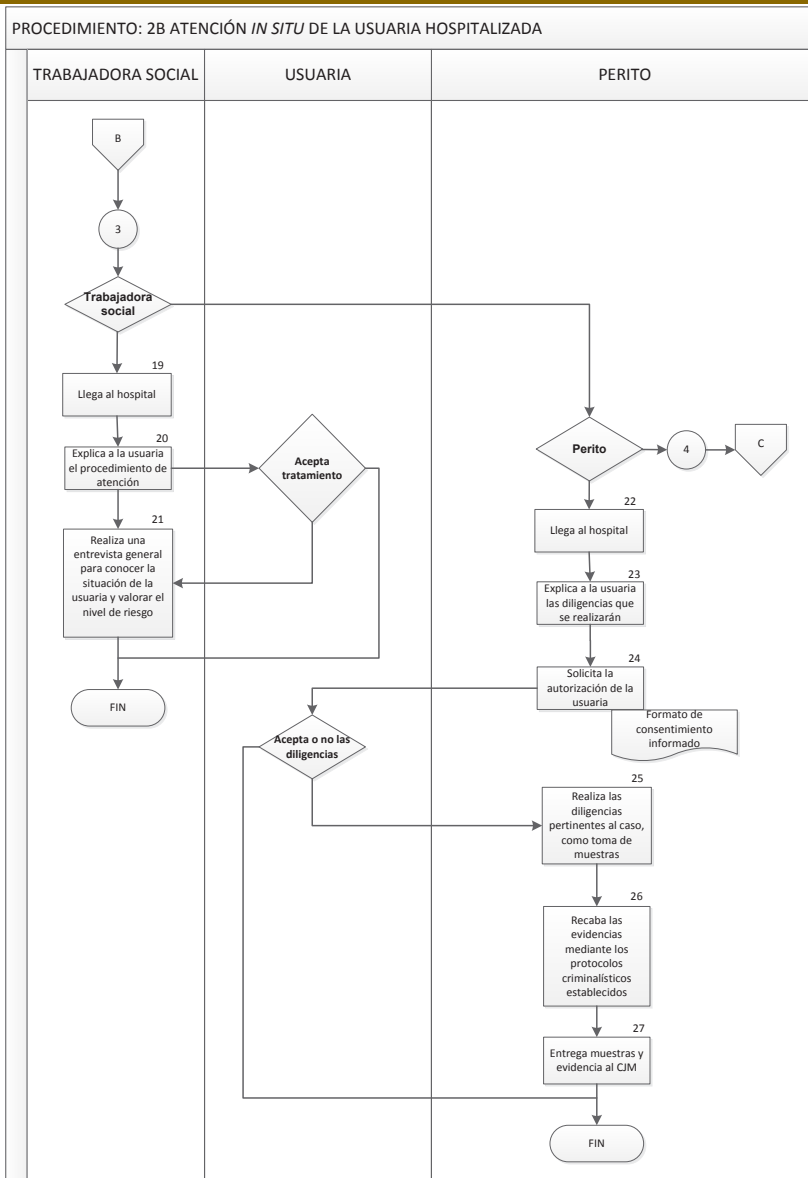 PROCEDIMIENTO: 2B ATENCIÓN IN SITU DE LA USUARIA HOSPITALIZADA
TRABAJADORA SOCIAL
USUARIA
PERITO
B
3
Trabajadora
social
19
Llega al hospital
20
Explica a la usuaria
el procedimiento de
atención
Acepta
tratamiento
21
Realiza una
entrevista general
para conocer la
situación de la
usuaria y valorar el
nivel de riesgo
FIN
Perito
4
C
22
Llega al hospital
23
Explica a la usuaria
las diligencias que
se realizarán
24
Solicita la
autorización de la
usuaria
Formato de
consentimiento
informado
Acepta o no las
diligencias
25
Realiza las
diligencias
pertinentes al caso,
como toma de
muestras
26
Recaba las
evidencias
mediante los
protocolos
criminalísticos
establecidos
27
Entrega muestras y
evidencia al CJM
FIN